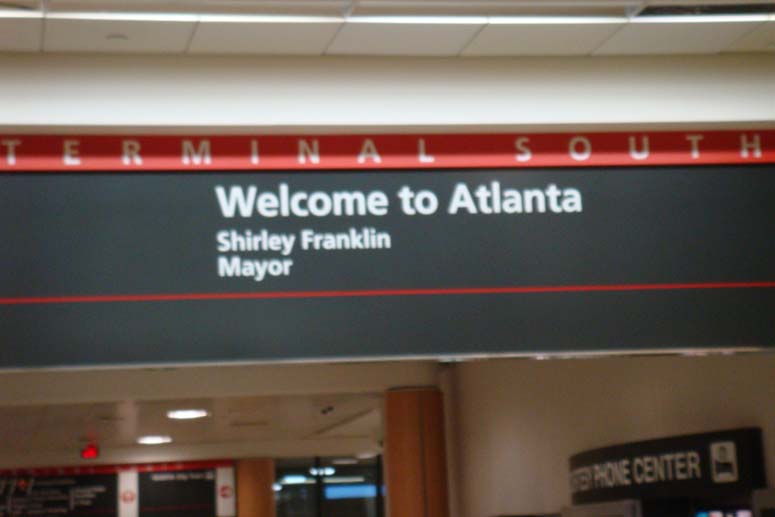 TERMINAL SOUTH
Welcome to Atlanta
Shirley Franklin
Mayor
PHONE CENTER